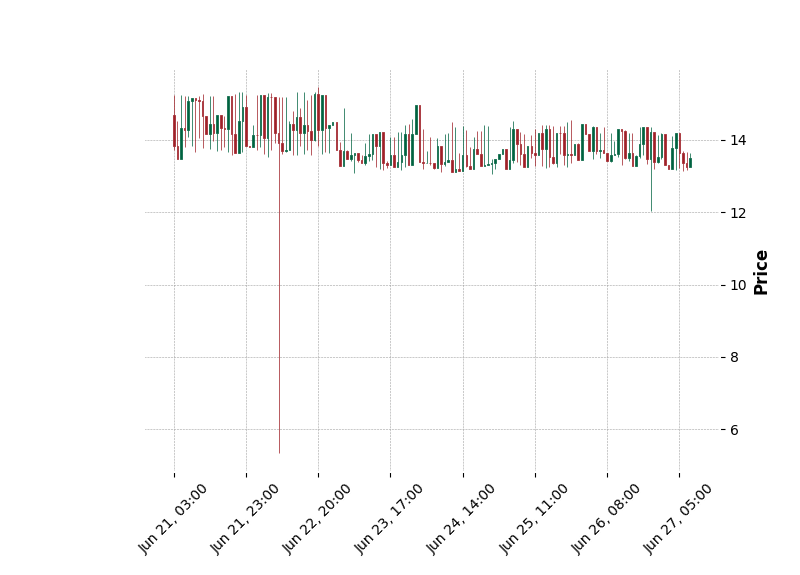 14
12
10
8
6
Price
Jun 21, 03:00
Jun 21, 23:00
Jun 22, 20:00
Jun 23, 17:00
Jun 24, 14:00
Jun 25, 11:00
Jun 26, 08:00
Jun 27, 05:00